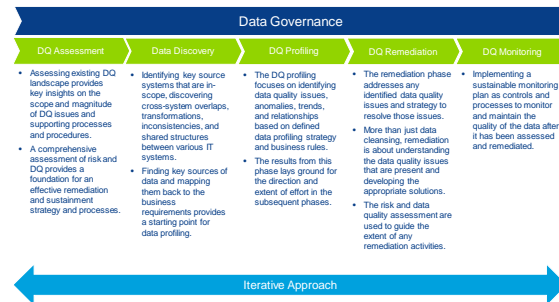 Data Governance
DQ Assessment
Data Discovery
DQ Profiling
DQ Remediation
DQ Monitoring
• Assessing existing DQ
landscape provides
key insights on the
scope and magnitude
of DQ issues and
supporting processes
and procedures.
• A comprehensive
assessment of risk and
DQ provides a
foundation for an
effective remediation
and sustainment
strategy and processes.
• Identifying key source
systems that are in-
scope, discovering
cross-system overlaps,
transformations,
inconsistencies, and
shared structures
between various IT
systems.
• Finding key sources of
data and mapping
them back to the
business
requirements provides
a starting point for
data profiling.
• The DQ profiling
focuses on identifying
data quality issues,
anomalies, trends,
and relationships
based on defined
data profiling strategy
and business rules.
• The results from this
phase lays ground for
the direction and
extent of effort in the
subsequent phases.
• The remediation phase
addresses any
identified data quality
issues and strategy to
resolve those issues.
• More than just data
cleansing, remediation
is about understanding
the data quality issues
that are present and
developing the
appropriate solutions.
• The risk and data
quality assessment are
used to guide the
extent of any
remediation activities.
• Implementing a
sustainable monitoring
plan as controls and
processes to monitor
and maintain the
quality of the data after
it has been assessed
and remediated.
Iterative Approach